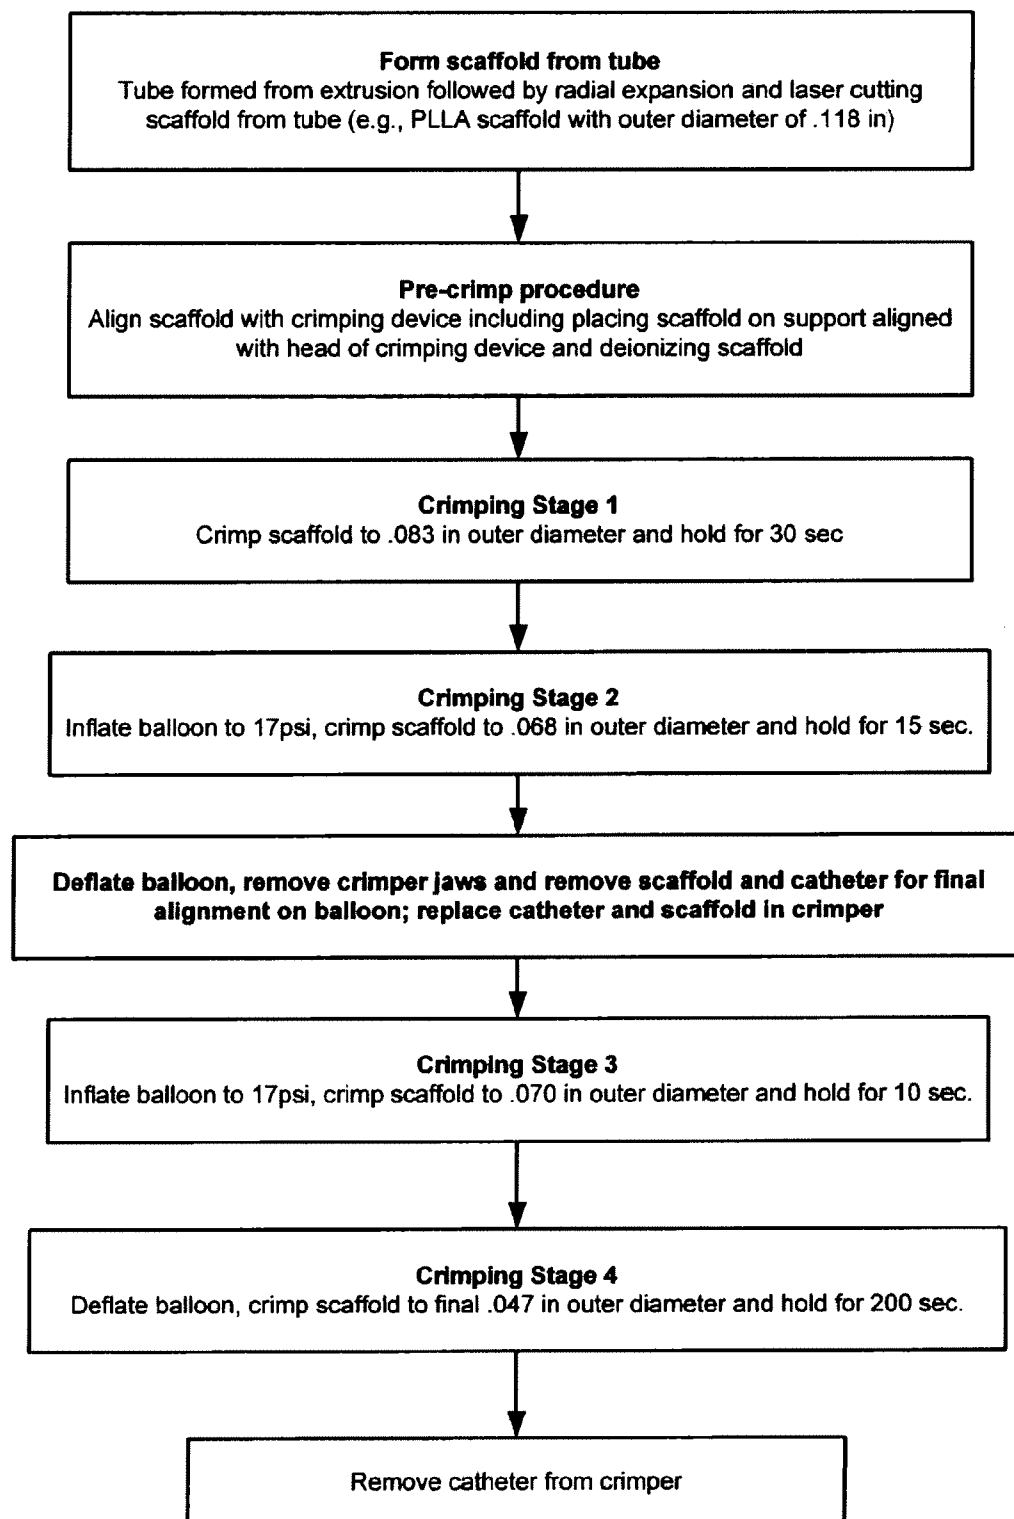 Form scaffold from tube
Tube formed from extrusion followed by radial expansion and laser cutting
scaffold from tube (e.g., PLLA scaffold with outer diameter of .118 in)
Pre-crimp procedure
Align scaffold with crimping device including placing scaffold on support aligned
with head of crimping device and deionizing scaffold
Crimping Stage 1
Crimp scaffold to .083 in outer diameter and hold for 30 sec
Crimping Stage 2
Inflate balloon to 17psi, crimp scaffold to .068 in outer diameter and hold for 15 sec.
Deflate balloon, remove crimper jaws and remove scaffold and catheter for final
alignment on balloon; replace catheter and scaffold in crimper
Crimping Stage 3
Inflate balloon to 17psi, crimp scaffold to .070 in outer diameter and hold for 10 sec.
Crimping Stage 4
Deflate balloon, crimp scaffold to final .047 in outer diameter and hold for 200 sec.
Remove catheter from crimper